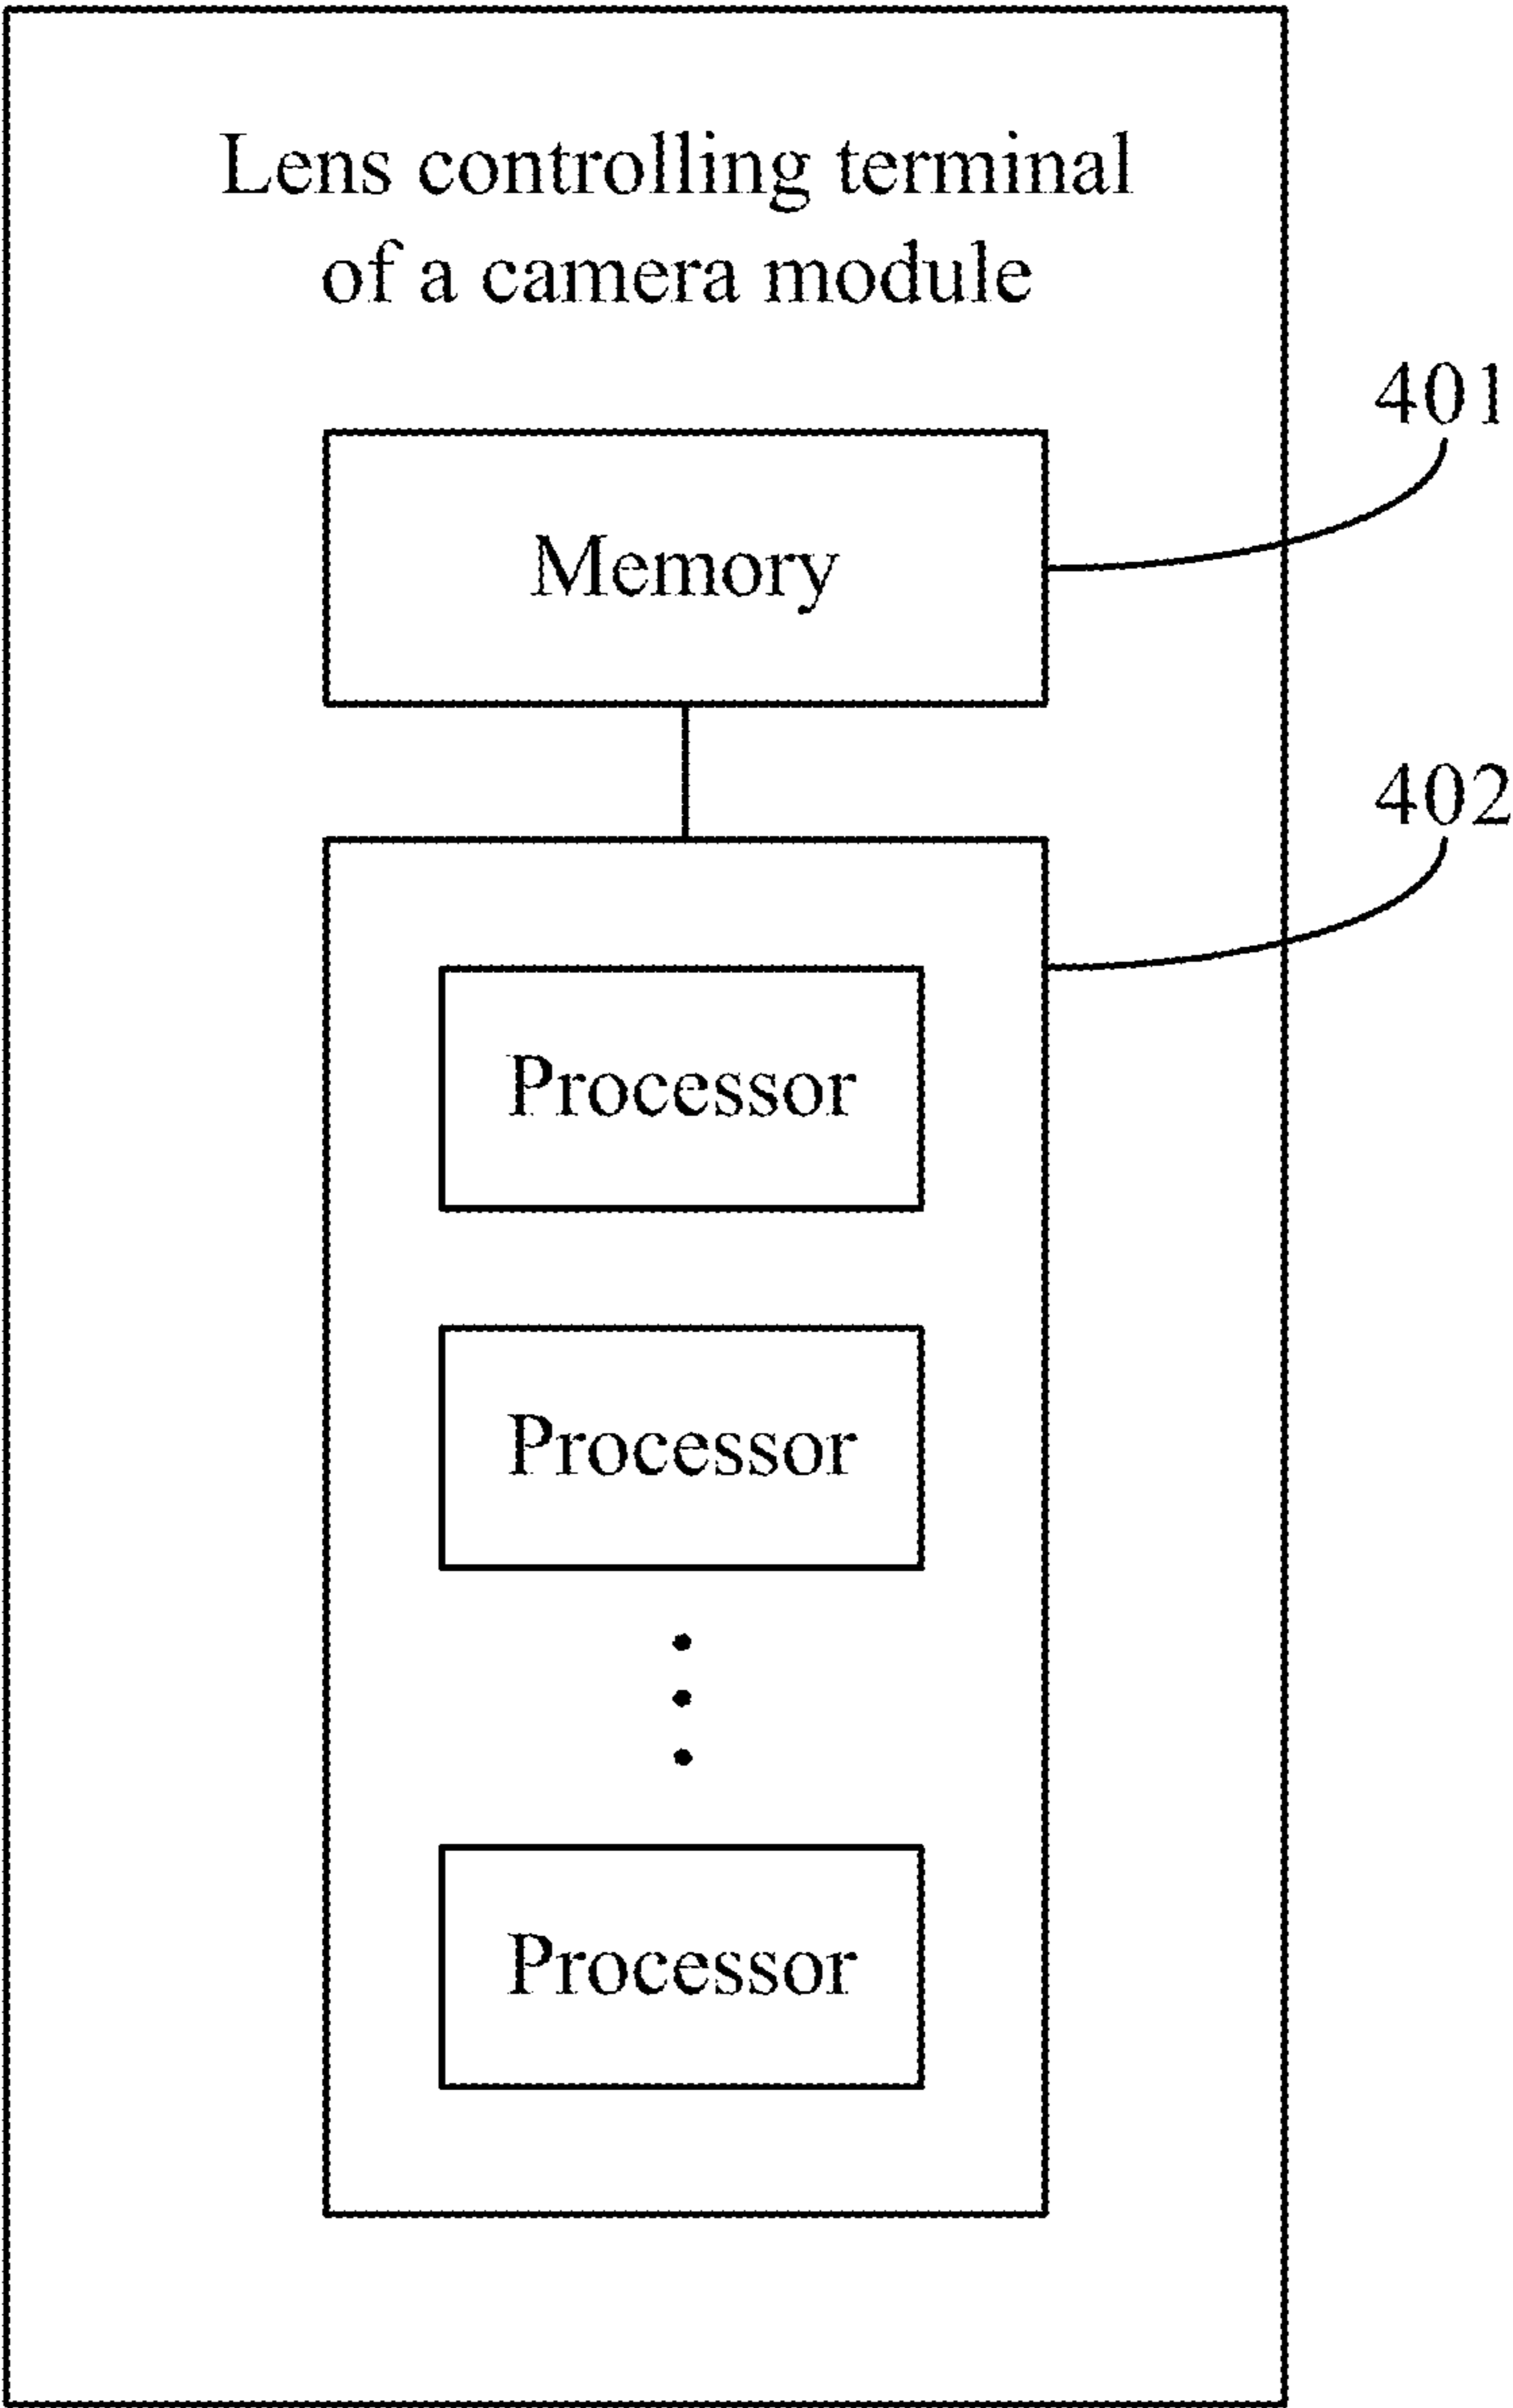 Lens controlling terminal
of a camera module
401
Memory
402
Processor
Processor
Processor